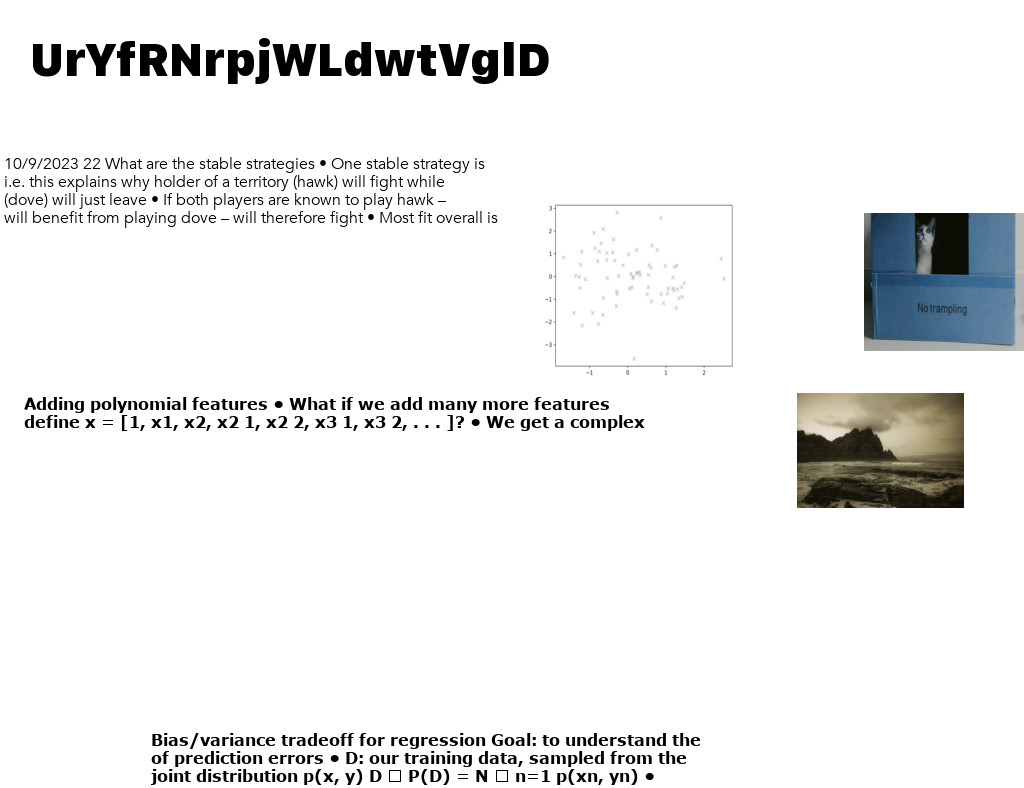 UrYfRNrpjWLdwtVglD
10/9/2023 22 What are the stable strategies • One stable strategy is
i.e. this explains why holder of a territory (hawk) will fight while
(dove) will just leave • If both players are known to play hawk –
will benefit from playing dove – will therefore fight • Most fit overall is
3
2
1
0
−1
−2
−3
−1 0 1 2
No trampling
Adding polynomial features • What if we add many more features
define x = [1, x1, x2, x2 1, x2 2, x3 1, x3 2, . . . ]? • We get a complex
Bias/variance tradeoff for regression Goal: to understand the
of prediction errors • D: our training data, sampled from the
joint distribution p(x, y) D □ P(D) = N □ n=1 p(xn, yn) •